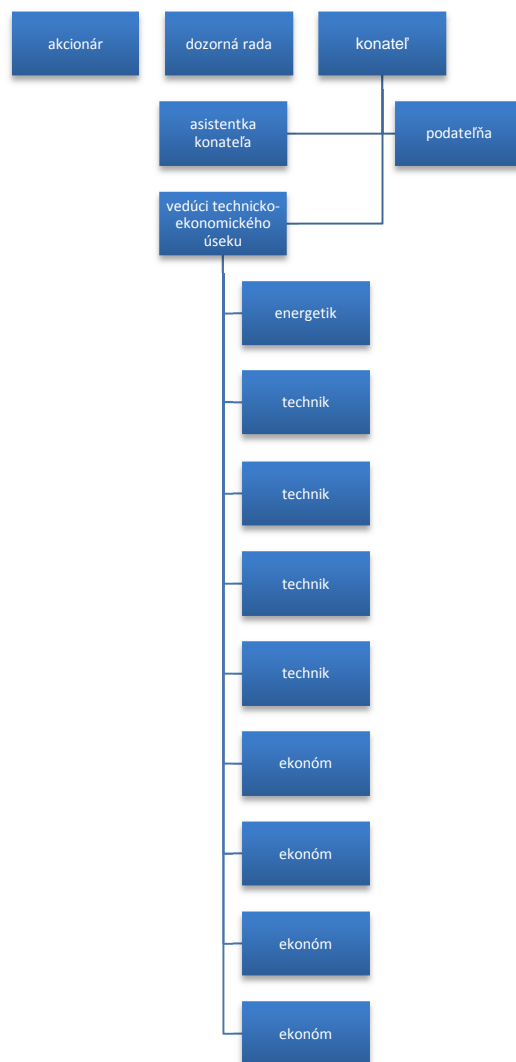 akcionár
dozorná rada
konateľ
asistentka
konateľa
podateľňa
vedúci technicko-
ekonomického
úseku
energetik
technik
technik
technik
technik
ekonóm
ekonóm
ekonóm
ekonóm